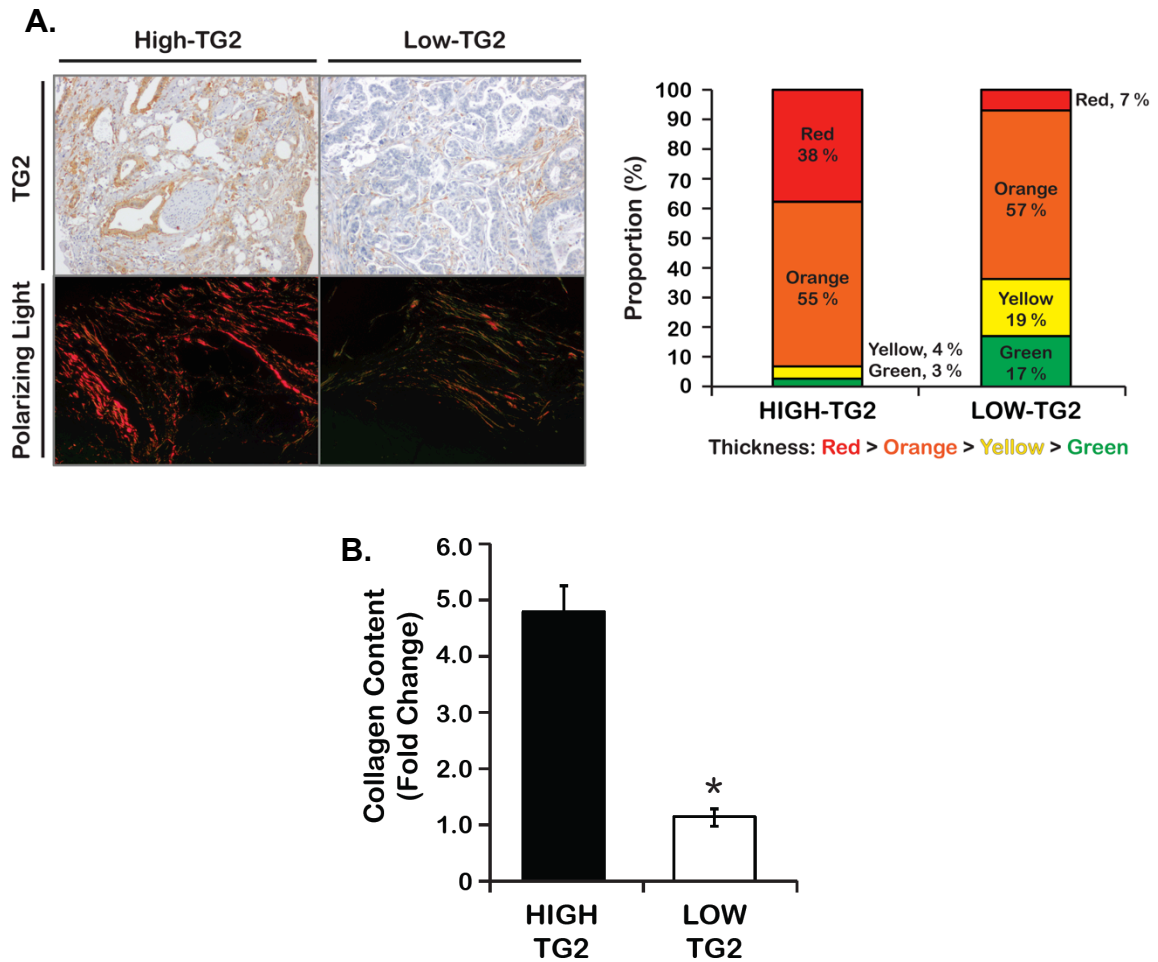 A.
High-TG2
Low-TG2
TG2
Polarizing Light
Proportion (%)
100
90
80
70
60
50
40
30
20
10
0
Red
38 %
Orange
55 %
Yellow, 4 %
Green, 3 %
Red, 7 %
Orange
57 %
Yellow
19 %
Green
17 %
HIGH-TG2
LOW-TG2
Thickness: Red > Orange > Yellow > Green
B.
Collagen Content
(Fold Change)
6.0
5.0
4.0
3.0
2.0
1.0
0
*
HIGH
TG2
LOW
TG2